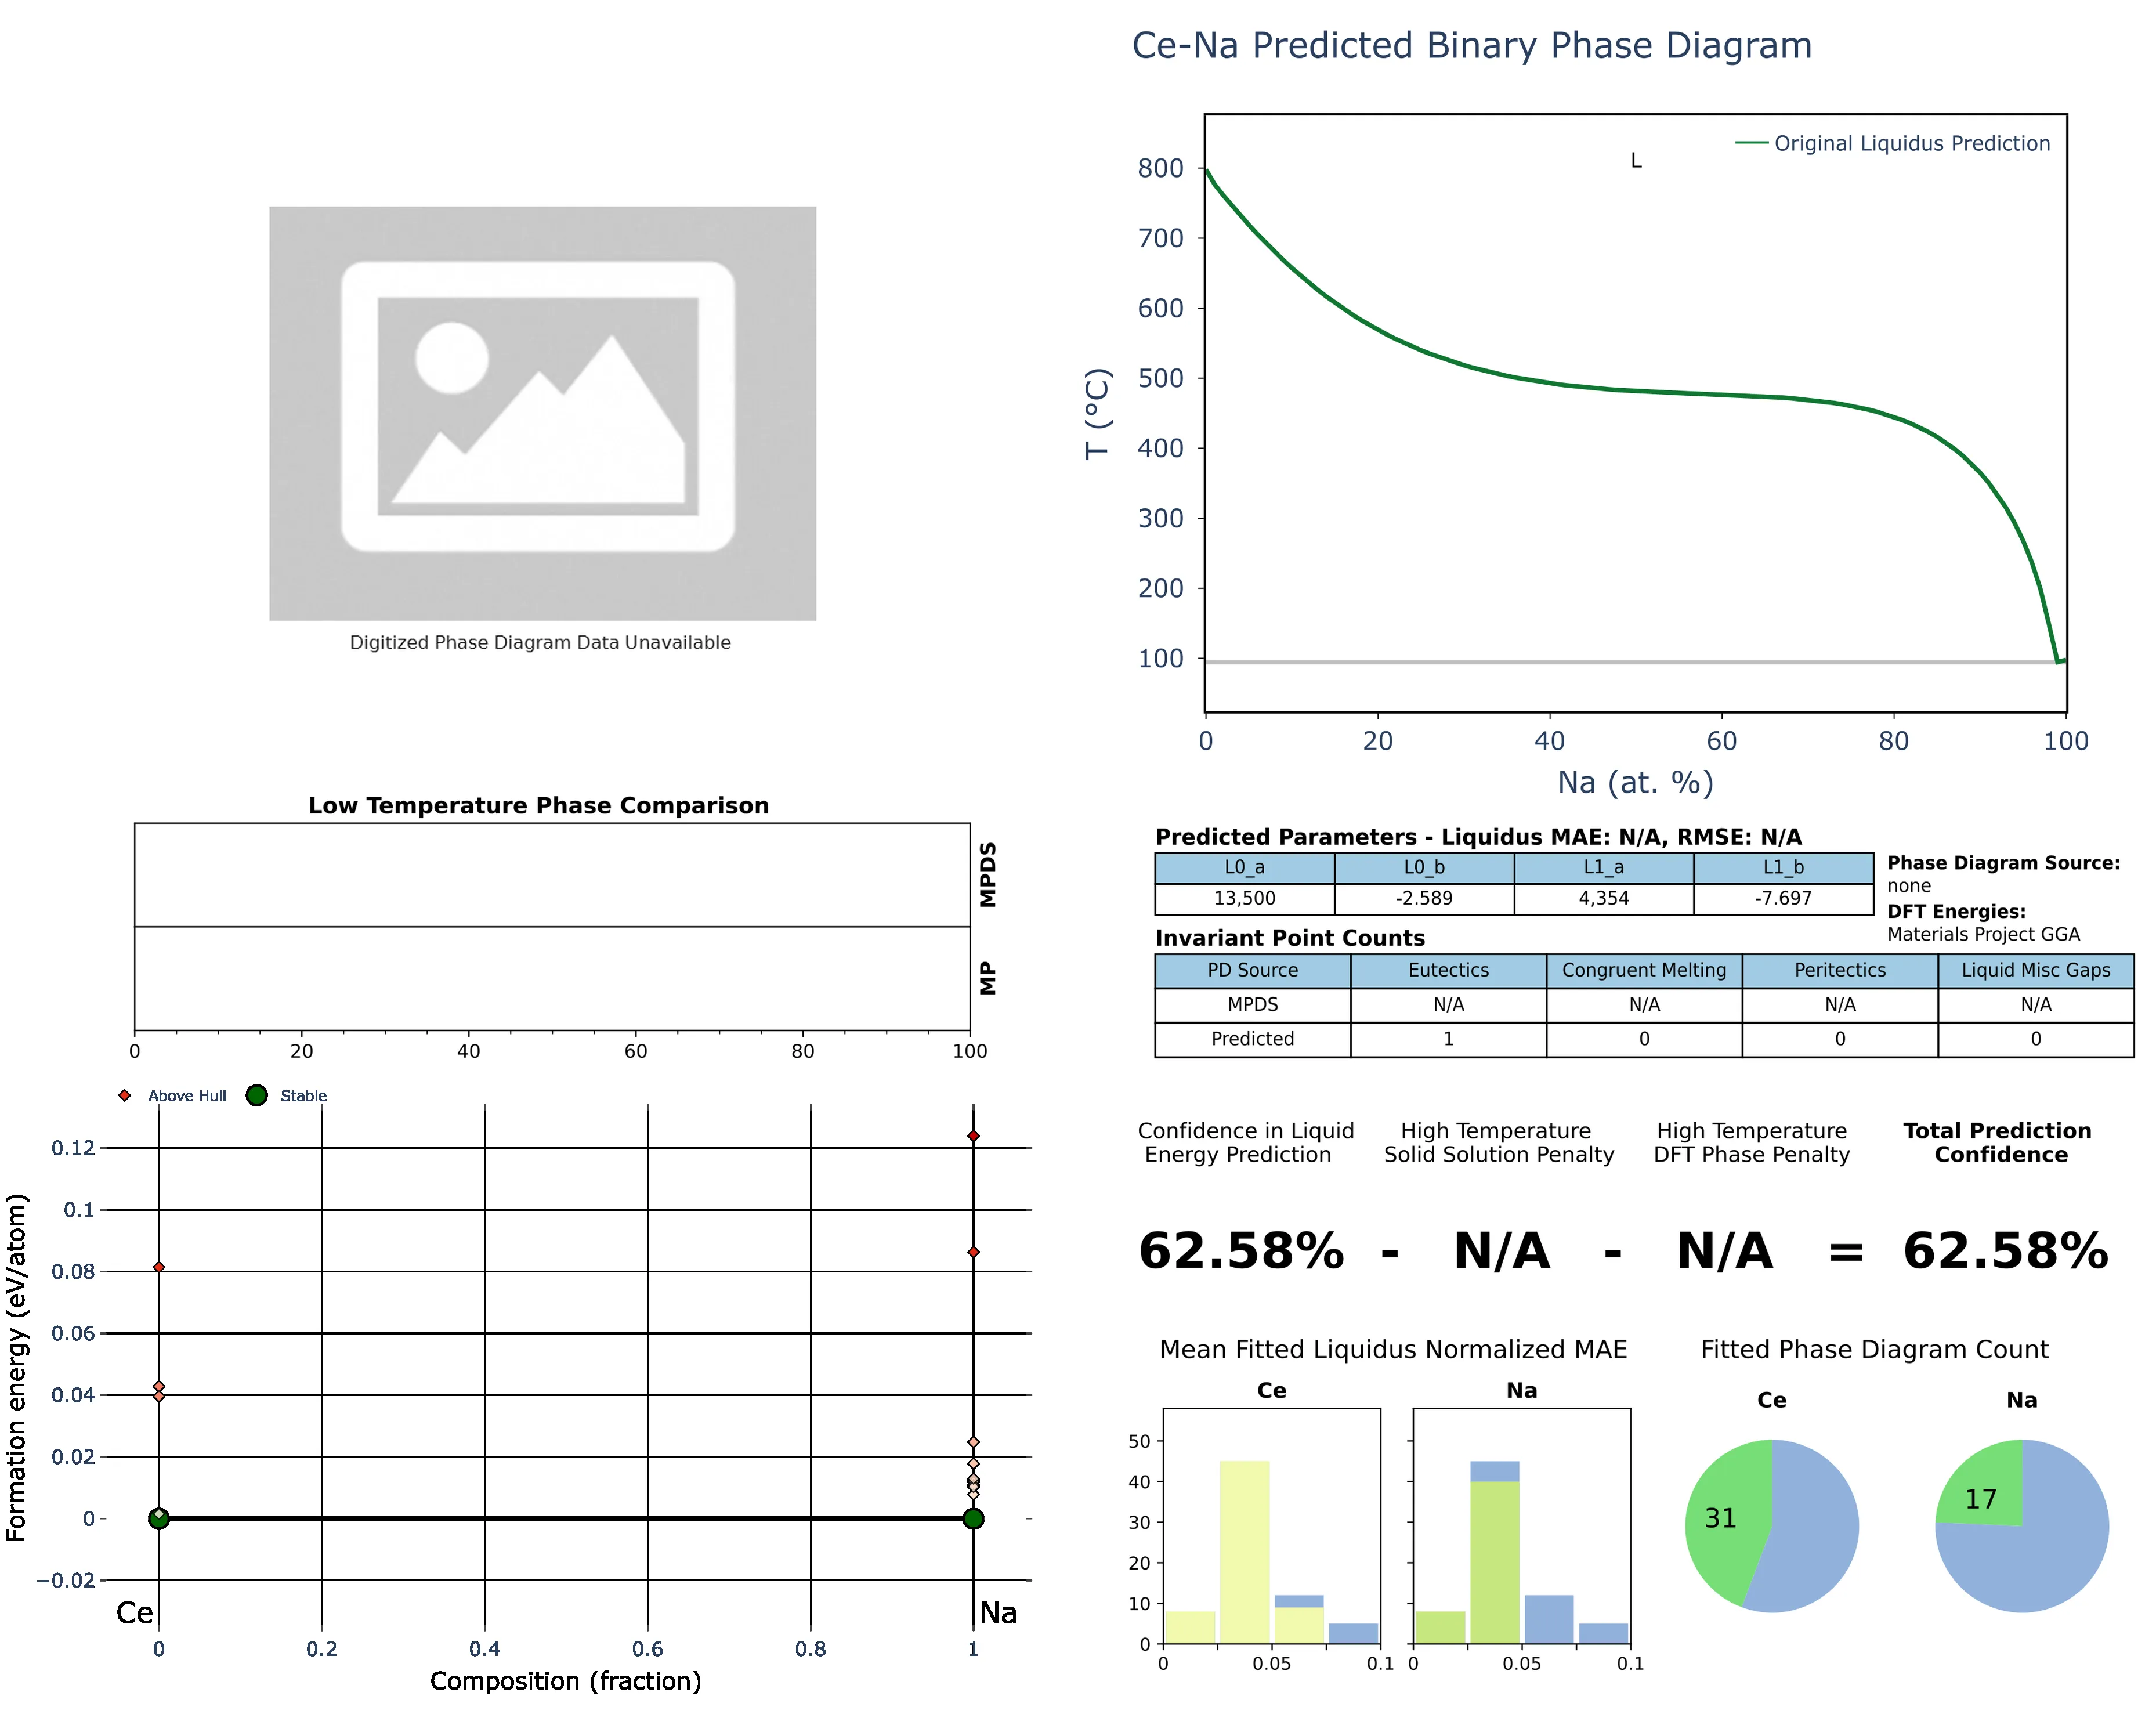 Ce-Na Predicted Binary Phase Diagram
Original Liquidus Prediction
L
800
700
600
500
400
300
200
100
T (°C)
0 20 40 60 80 100
Na (at. %)
Digitized Phase Diagram Data Unavailable
Low Temperature Phase Comparison
MPDS
MP
0 20 40 60 80 100
Predicted Parameters - Liquidus MAE: N/A, RMSE: N/A
L0_a L0_b L1_a L1_b
13,500 -2.589 4,354 -7.697
Phase Diagram Source:
none
DFT Energies:
Materials Project GGA
Invariant Point Counts
PD Source Eutectics Congruent Melting Peritectics Liquid Misc Gaps
MPDS N/A N/A N/A N/A
Predicted 1 0 0 0
Above Hull Stable
0.12
0.1
0.08
0.06
0.04
0.02
0
−0.02
Formation energy (eV/atom)
Ce Na
0 0.2 0.4 0.6 0.8 1
Composition (fraction)
Confidence in Liquid
Energy Prediction
High Temperature
Solid Solution Penalty
High Temperature
DFT Phase Penalty
Total Prediction
Confidence
62.58% - N/A - N/A = 62.58%
Mean Fitted Liquidus Normalized MAE
Ce Na
50
40
30
20
10
0
0 0.05 0.1 0 0.05 0.1
Fitted Phase Diagram Count
Ce Na
31 17